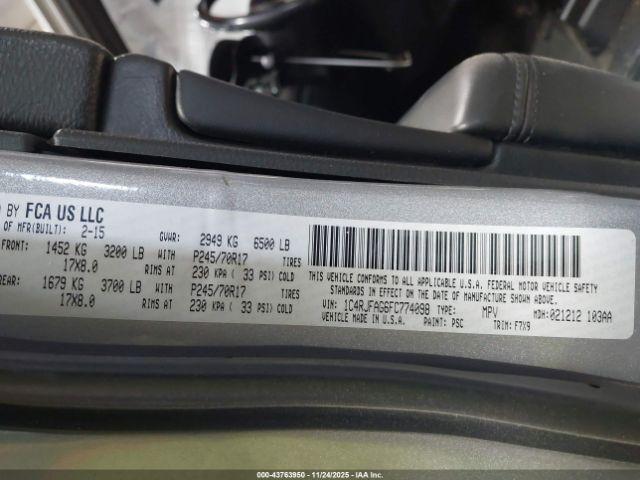 D BY FCA US LLC
OF MFR(BUILT): 2-15 GVWR: 2949 KG 6500 LB
FRONT: 1452 KG 3200 LB WITH P245/70R17 TIRES
17X8.0 RIMS AT 230 KPA ( 33 PSI) COLD
REAR: 1679 KG 3700 LB WITH P245/70R17 TIRES
17X8.0 RIMS AT 230 KPA ( 33 PSI) COLD
THIS VEHICLE CONFORMS TO ALL APPLICABLE U.S.A. FEDERAL MOTOR VEHICLE SAFETY
STANDARDS IN EFFECT ON THE DATE OF MANUFACTURE SHOWN ABOVE.
VIN: 1C4RJFAG6FC774098 TYPE: MPV MDH:021212 103AA
VEHICLE MADE IN U.S.A. PAINT: PSC TRIM: F7X9
000-43763950 11/24/2025 IAAI.COM